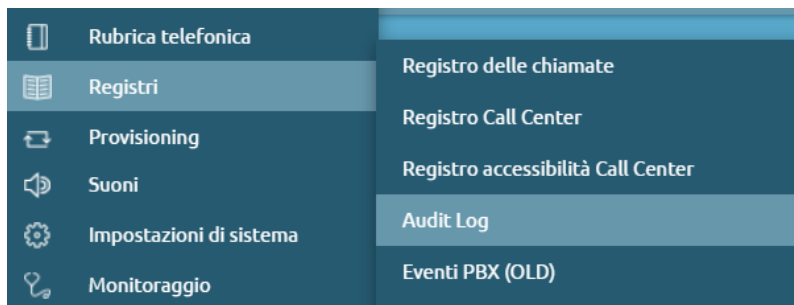 Rubrica telefonica
Registri
Provisioning
Suoni
Impostazioni di sistema
Monitoraggio
Registro delle chiamate
Registro Call Center
Registro accessibilità Call Center
Audit Log
Eventi PBX (OLD)